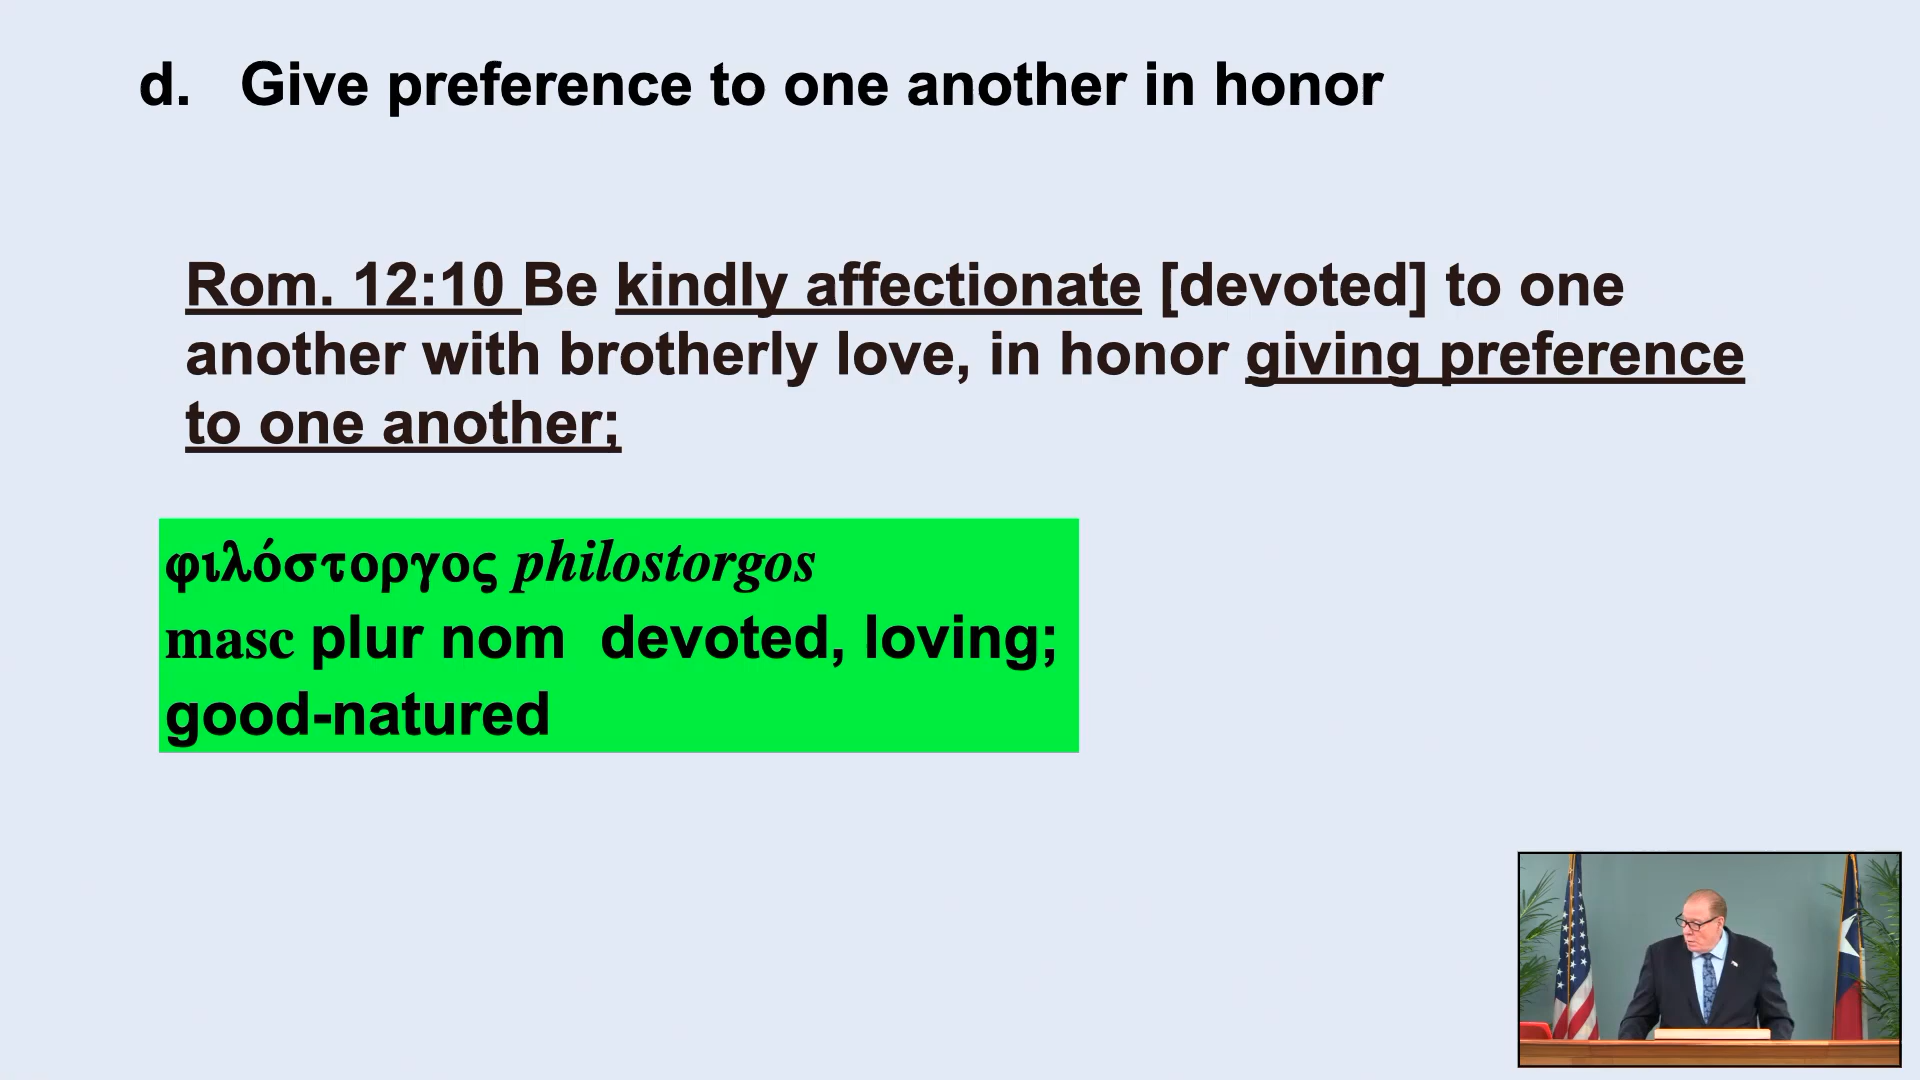 d. Give preference to one another in honor
Rom. 12:10 Be kindly affectionate [devoted] to one
another with brotherly love, in honor giving preference
to one another;
φιλόστοργος philostorgos
masc plur nom devoted, loving;
good-natured